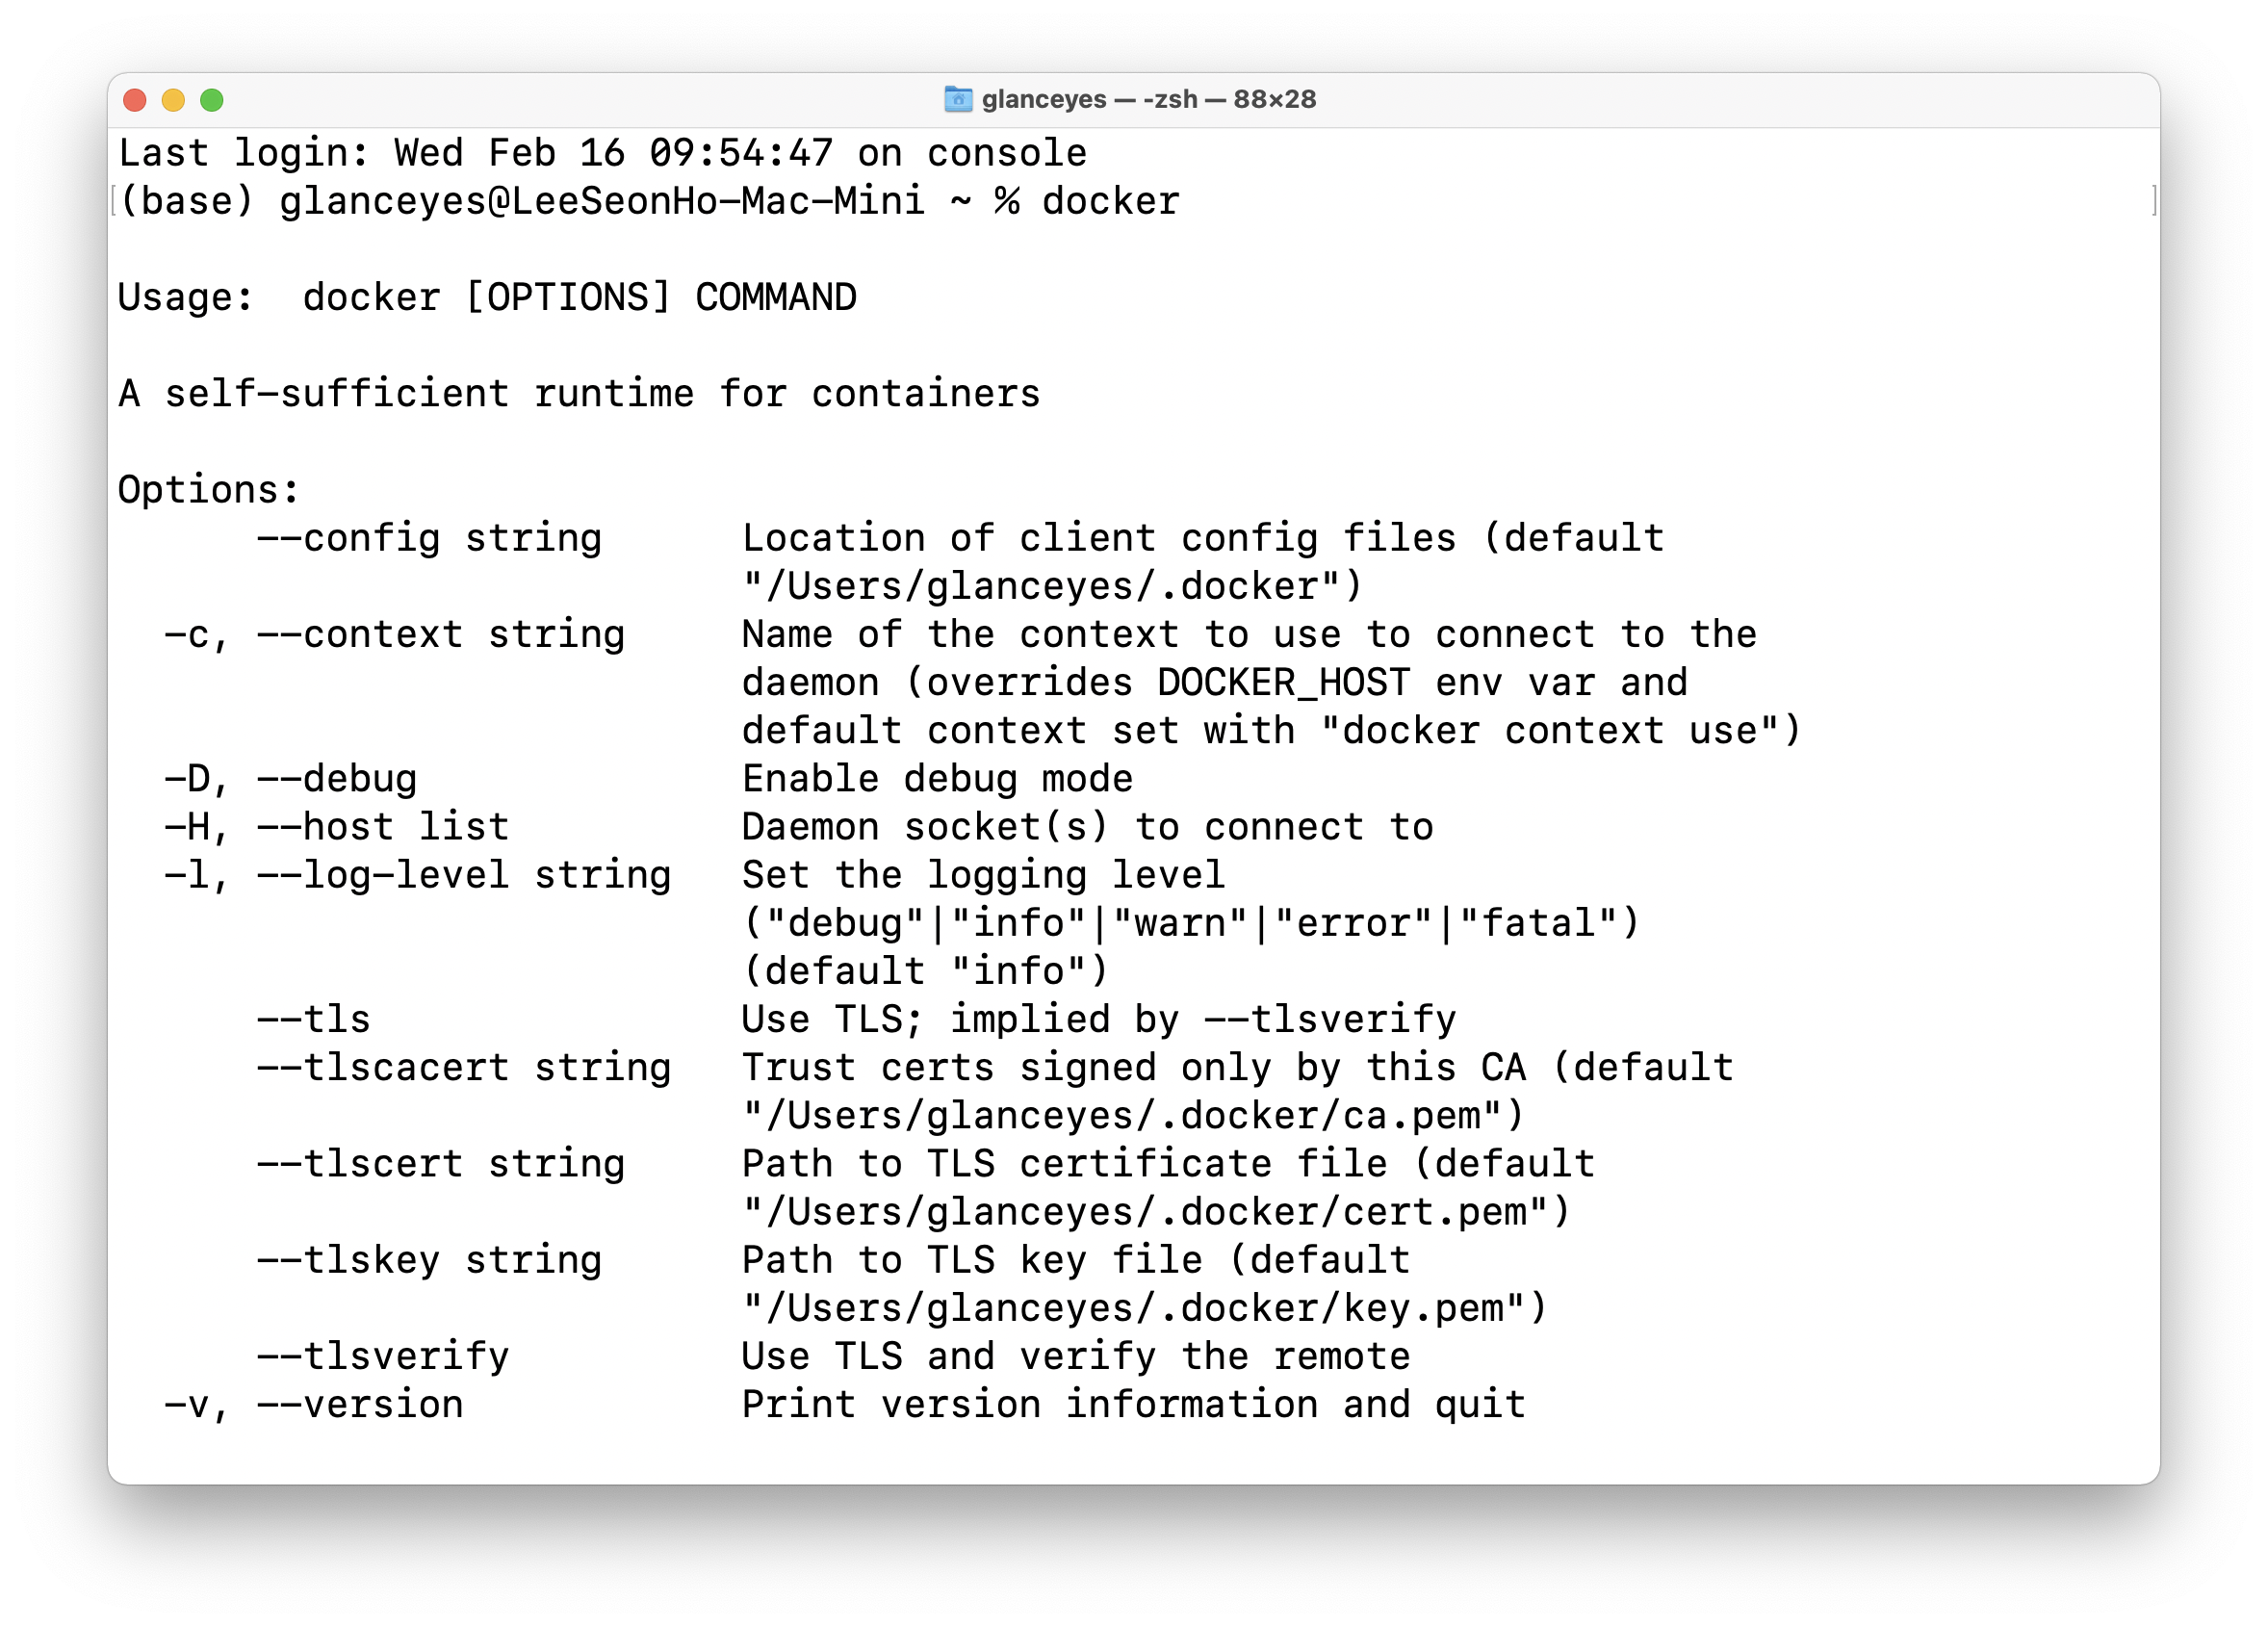 glanceyes — -zsh — 88×28
Last login: Wed Feb 16 09:54:47 on console
(base) glanceyes@LeeSeonHo-Mac-Mini ~ % docker
Usage:  docker [OPTIONS] COMMAND
A self-sufficient runtime for containers
Options:
      --config string      Location of client config files (default
                           "/Users/glanceyes/.docker")
  -c, --context string     Name of the context to use to connect to the
                           daemon (overrides DOCKER_HOST env var and
                           default context set with "docker context use")
  -D, --debug              Enable debug mode
  -H, --host list          Daemon socket(s) to connect to
  -l, --log-level string   Set the logging level
                           ("debug"|"info"|"warn"|"error"|"fatal")
                           (default "info")
      --tls                Use TLS; implied by --tlsverify
      --tlscacert string   Trust certs signed only by this CA (default
                           "/Users/glanceyes/.docker/ca.pem")
      --tlscert string     Path to TLS certificate file (default
                           "/Users/glanceyes/.docker/cert.pem")
      --tlskey string      Path to TLS key file (default
                           "/Users/glanceyes/.docker/key.pem")
      --tlsverify          Use TLS and verify the remote
  -v, --version            Print version information and quit